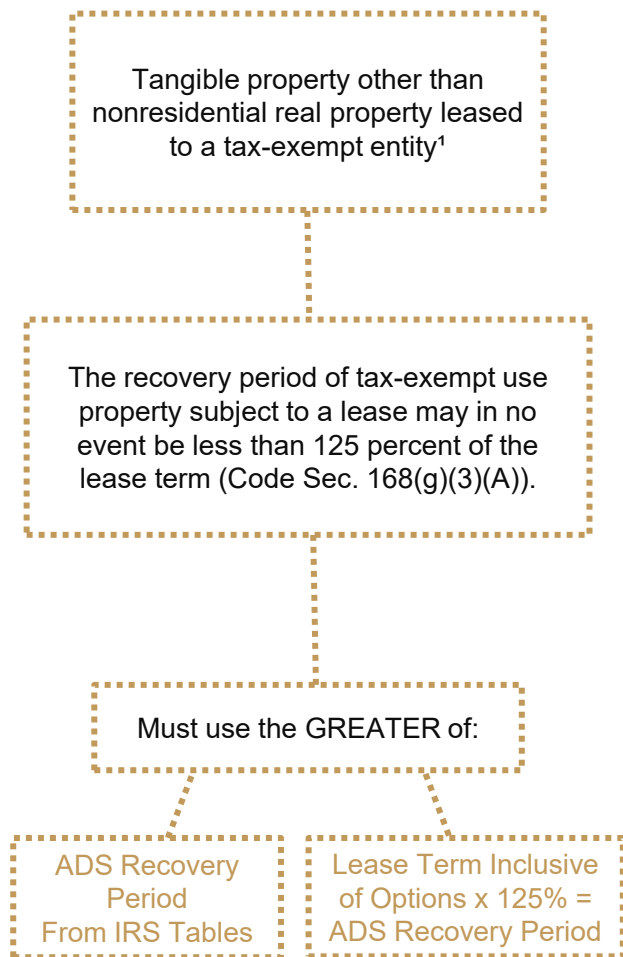 Tangible property other than
nonresidential real property leased
to a tax-exempt entity¹
The recovery period of tax-exempt use
property subject to a lease may in no
event be less than 125 percent of the
lease term (Code Sec. 168(g)(3)(A)).
Must use the GREATER of:
ADS Recovery
Period
From IRS Tables
Lease Term Inclusive
of Options x 125% =
ADS Recovery Period